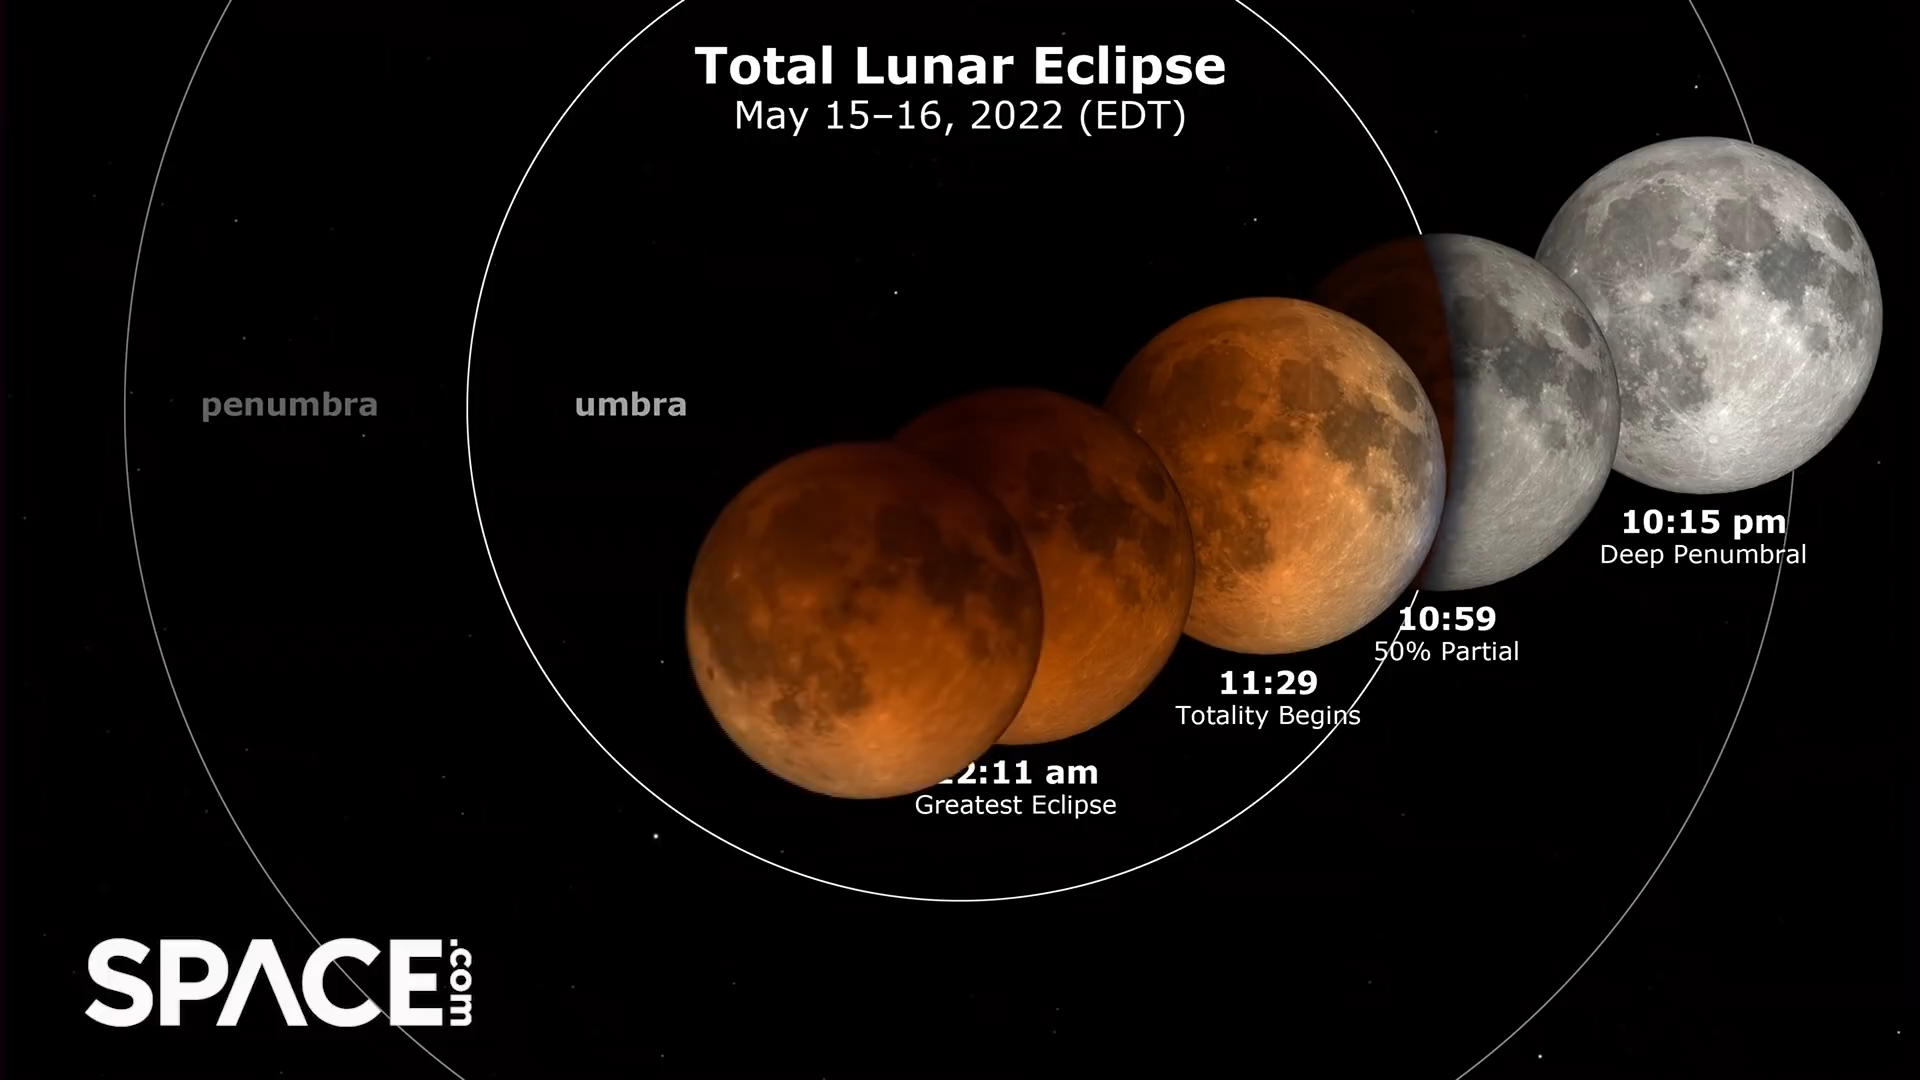 Total Lunar Eclipse
May 15–16, 2022 (EDT)
penumbra
umbra
10:15 pm
Deep Penumbral
10:59
50% Partial
11:29
Totality Begins
2:11 am
Greatest Eclipse
SPACE.com